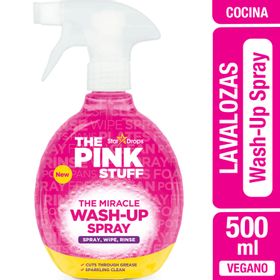 COCINA
LAVALOZAS
Wash-Up Spray
500
ml
VEGANO
Star Drops
THE
PINK
STUFF
New
THE MIRACLE
WASH-UP
SPRAY
SPRAY, WIPE, RINSE
CUTS THROUGH GREASE
SPARKLING CLEAN